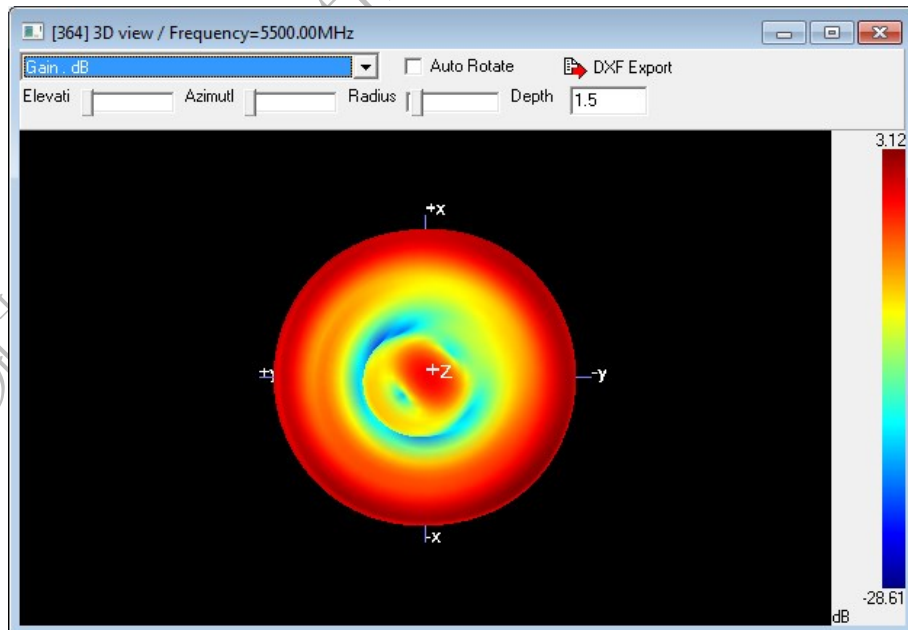 [364] 3D view / Frequency=5500.00MHz
Gain . dB
Auto Rotate
DXF Export
Elevati
Azimutl
Radius
Depth
1.5
3.12
+x
+Z
-y
-x
-28.61
dB